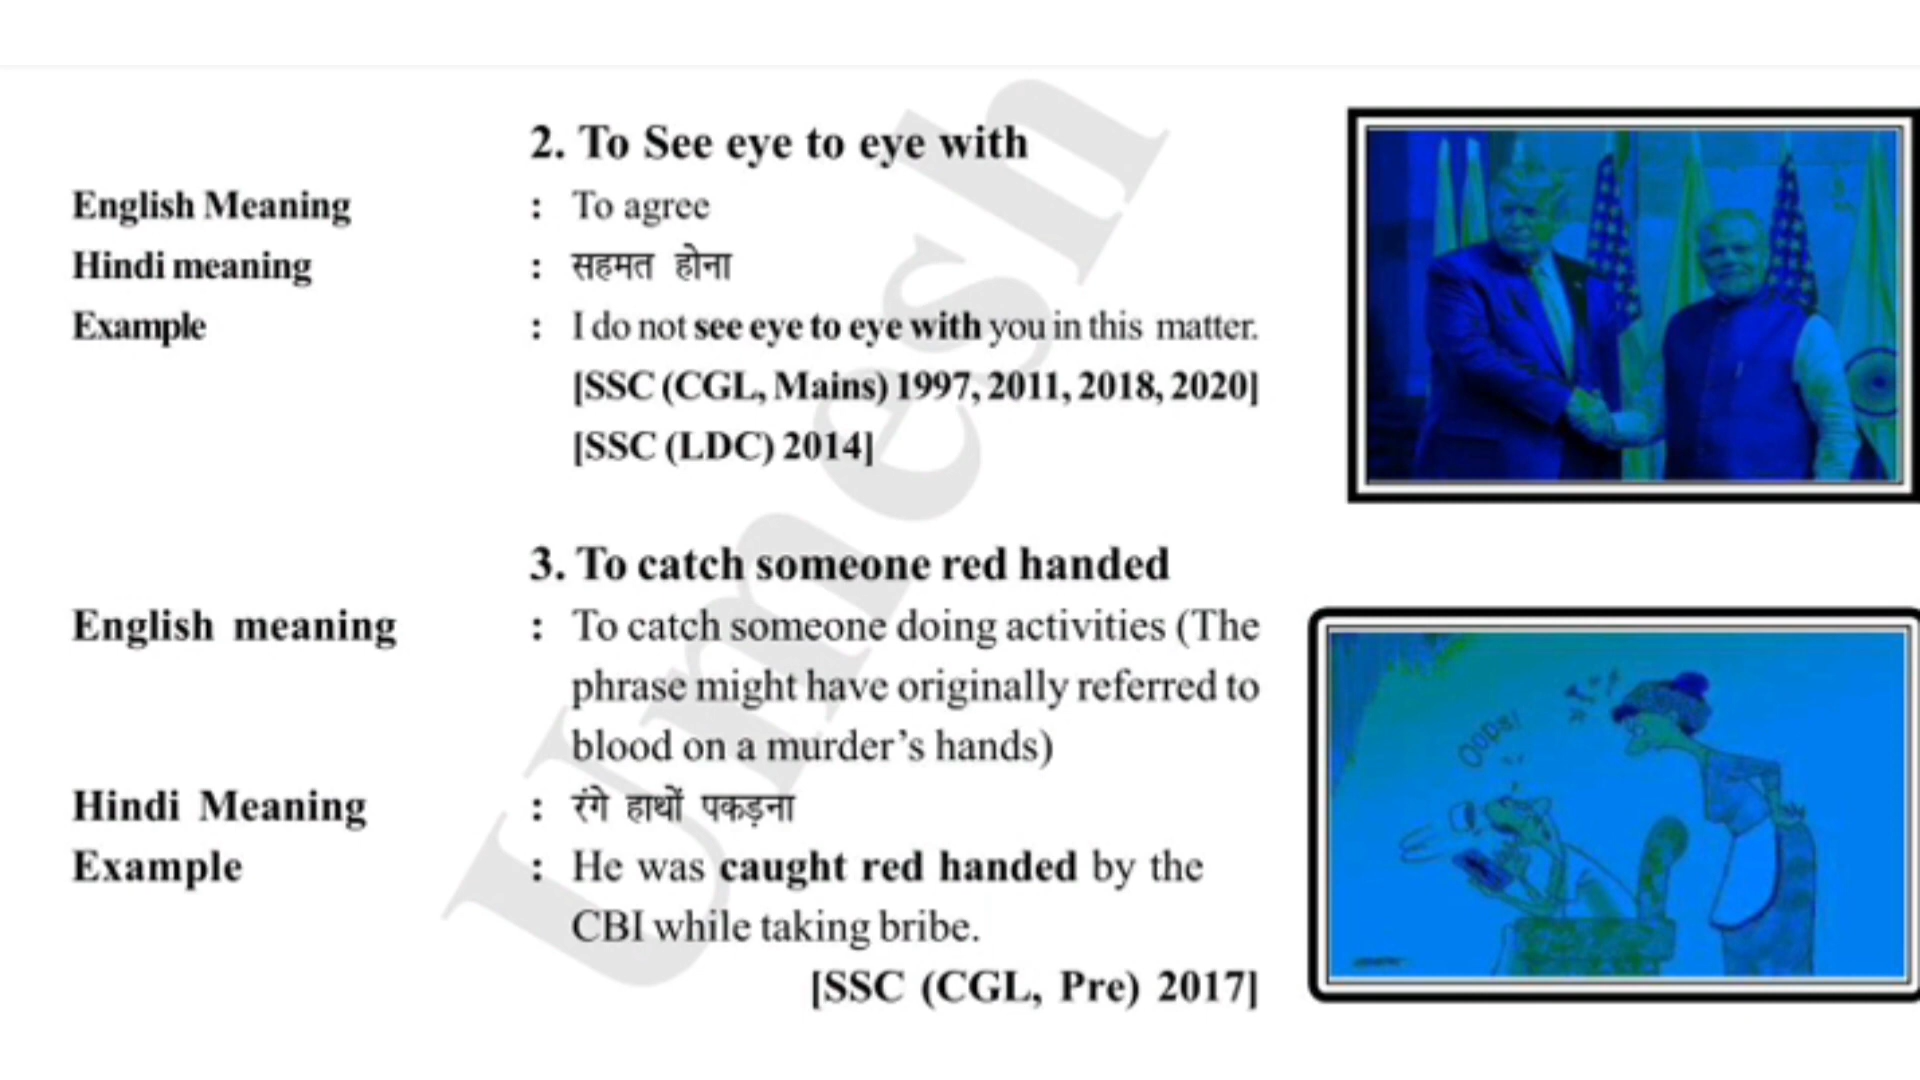 2. To See eye to eye with
English Meaning : To agree
Hindi meaning : सहमत होना
Example : I do not see eye to eye with you in this matter.
[SSC (CGL, Mains) 1997, 2011, 2018, 2020]
[SSC (LDC) 2014]
3. To catch someone red handed
English meaning : To catch someone doing activities (The
phrase might have originally referred to
blood on a murder's hands)
Hindi Meaning : रंगे हाथों पकड़ना
Example : He was caught red handed by the
CBI while taking bribe.
[SSC (CGL, Pre) 2017]
Umesh
Oops!